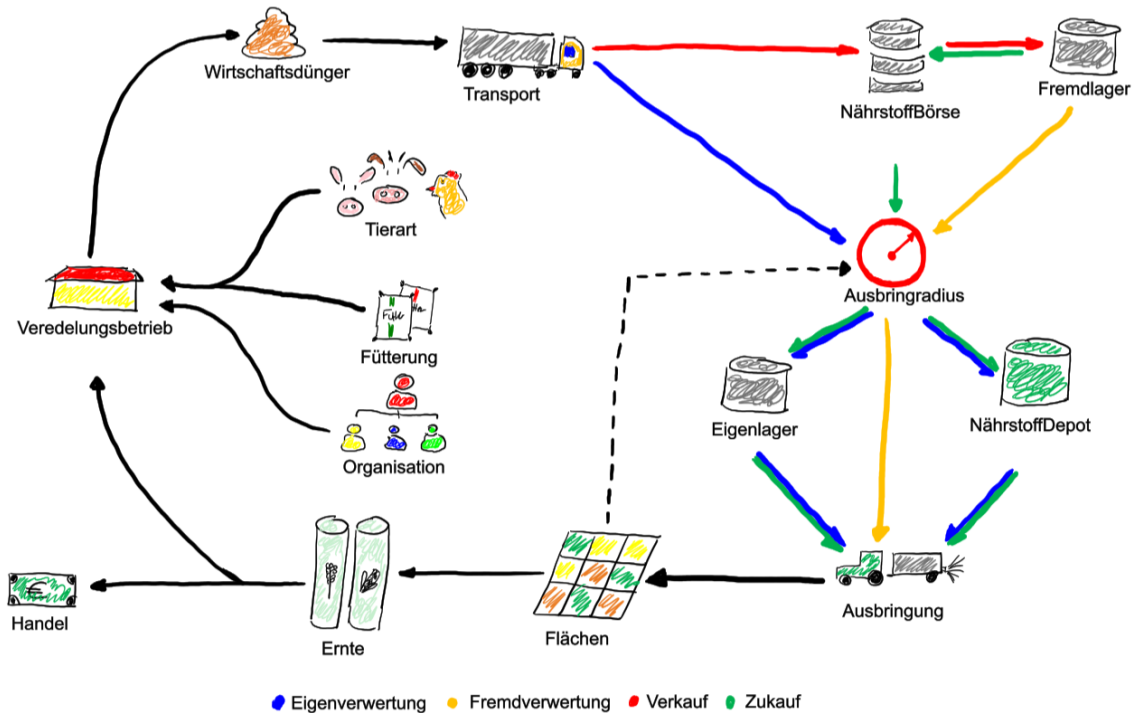 Wirtschaftsdünger
Transport
NährstoffBörse
Fremdlager
Tierart
Veredelungsbetrieb
Ausbringradius
Futter
Fütterung
Eigenlager
NährstoffDepot
Organisation
€
Handel
Ernte
Flächen
Ausbringung
Eigenverwertung
Fremdverwertung
Verkauf
Zukauf